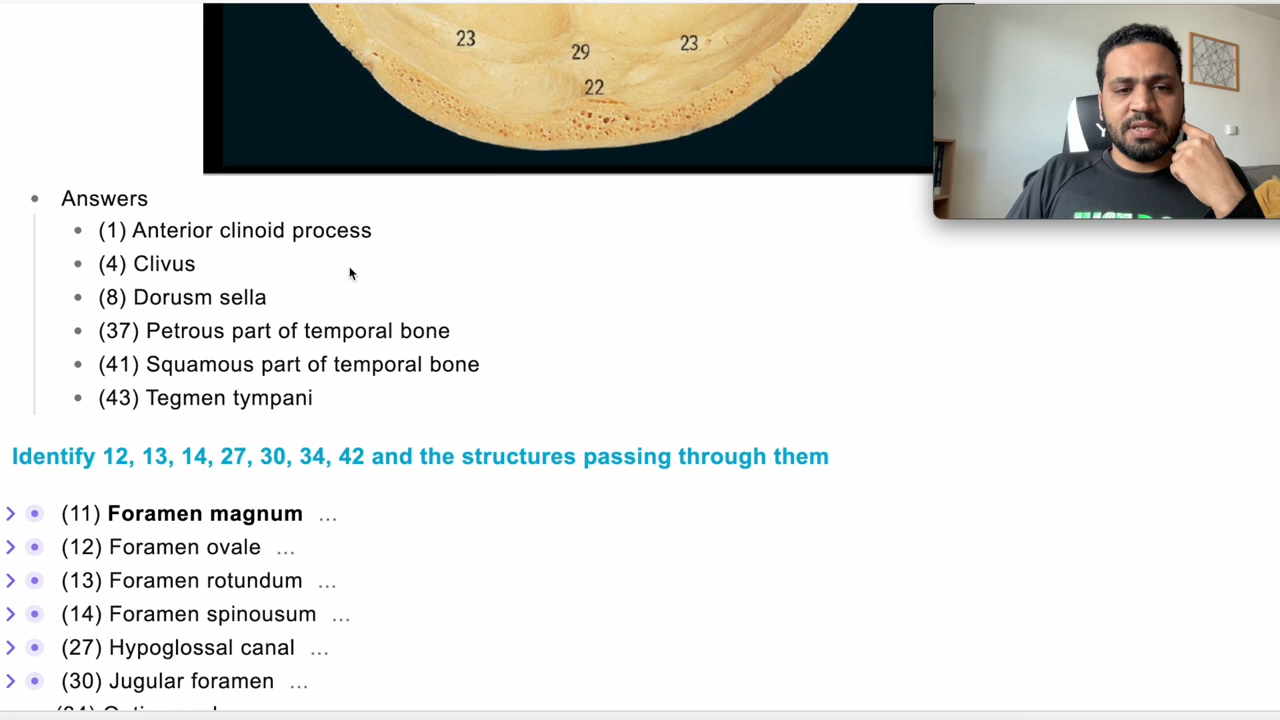 23
23
29
22
Answers
(1) Anterior clinoid process
(4) Clivus
(8) Dorusm sella
(37) Petrous part of temporal bone
(41) Squamous part of temporal bone
(43) Tegmen tympani
Identify 12, 13, 14, 27, 30, 34, 42 and the structures passing through them
(11) Foramen magnum ...
(12) Foramen ovale ...
(13) Foramen rotundum ...
(14) Foramen spinousum ...
(27) Hypoglossal canal ...
(30) Jugular foramen ...